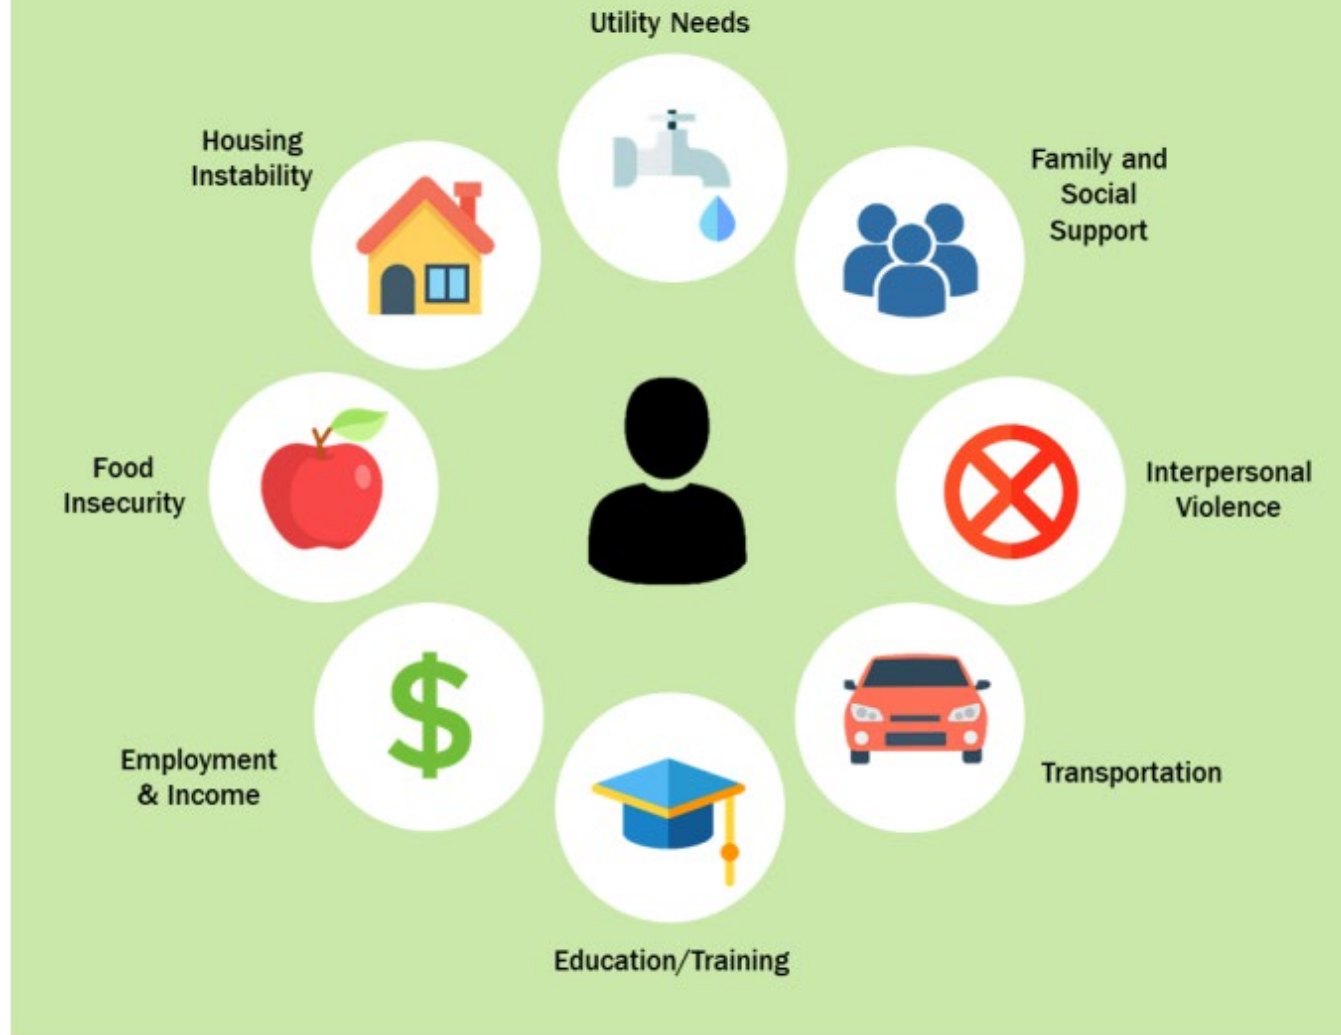 Utility Needs
Housing
Instability
Family and
Social
Support
Food
Insecurity
Interpersonal
Violence
Employment
& Income
Transportation
Education/Training